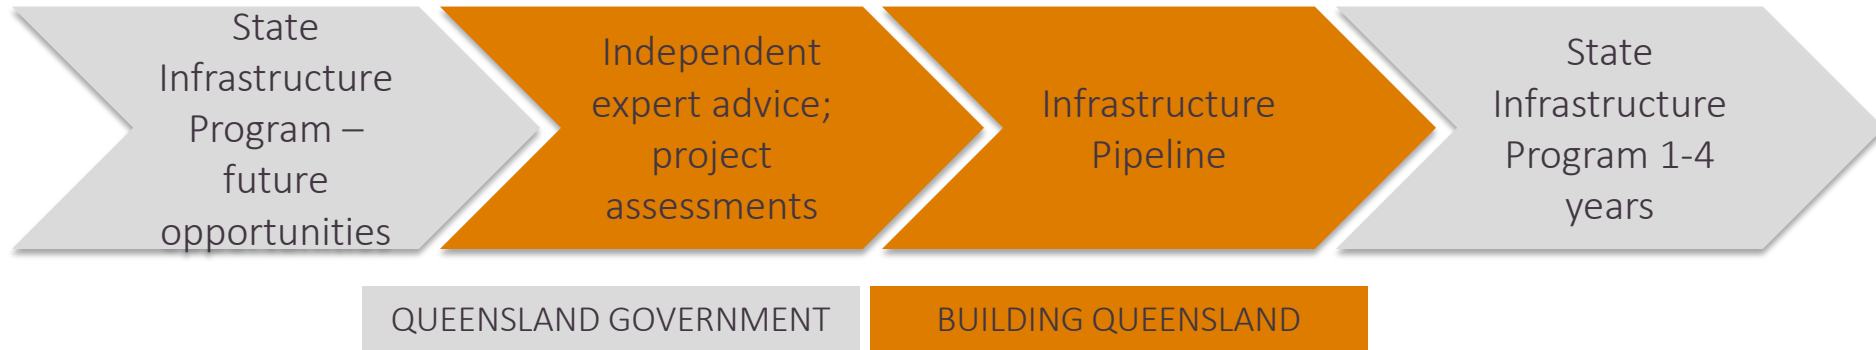 State
Infrastructure
Program –
future
opportunities
Independent
expert advice;
project
assessments
Infrastructure
Pipeline
State
Infrastructure
Program 1-4
years
QUEENSLAND GOVERNMENT
BUILDING QUEENSLAND